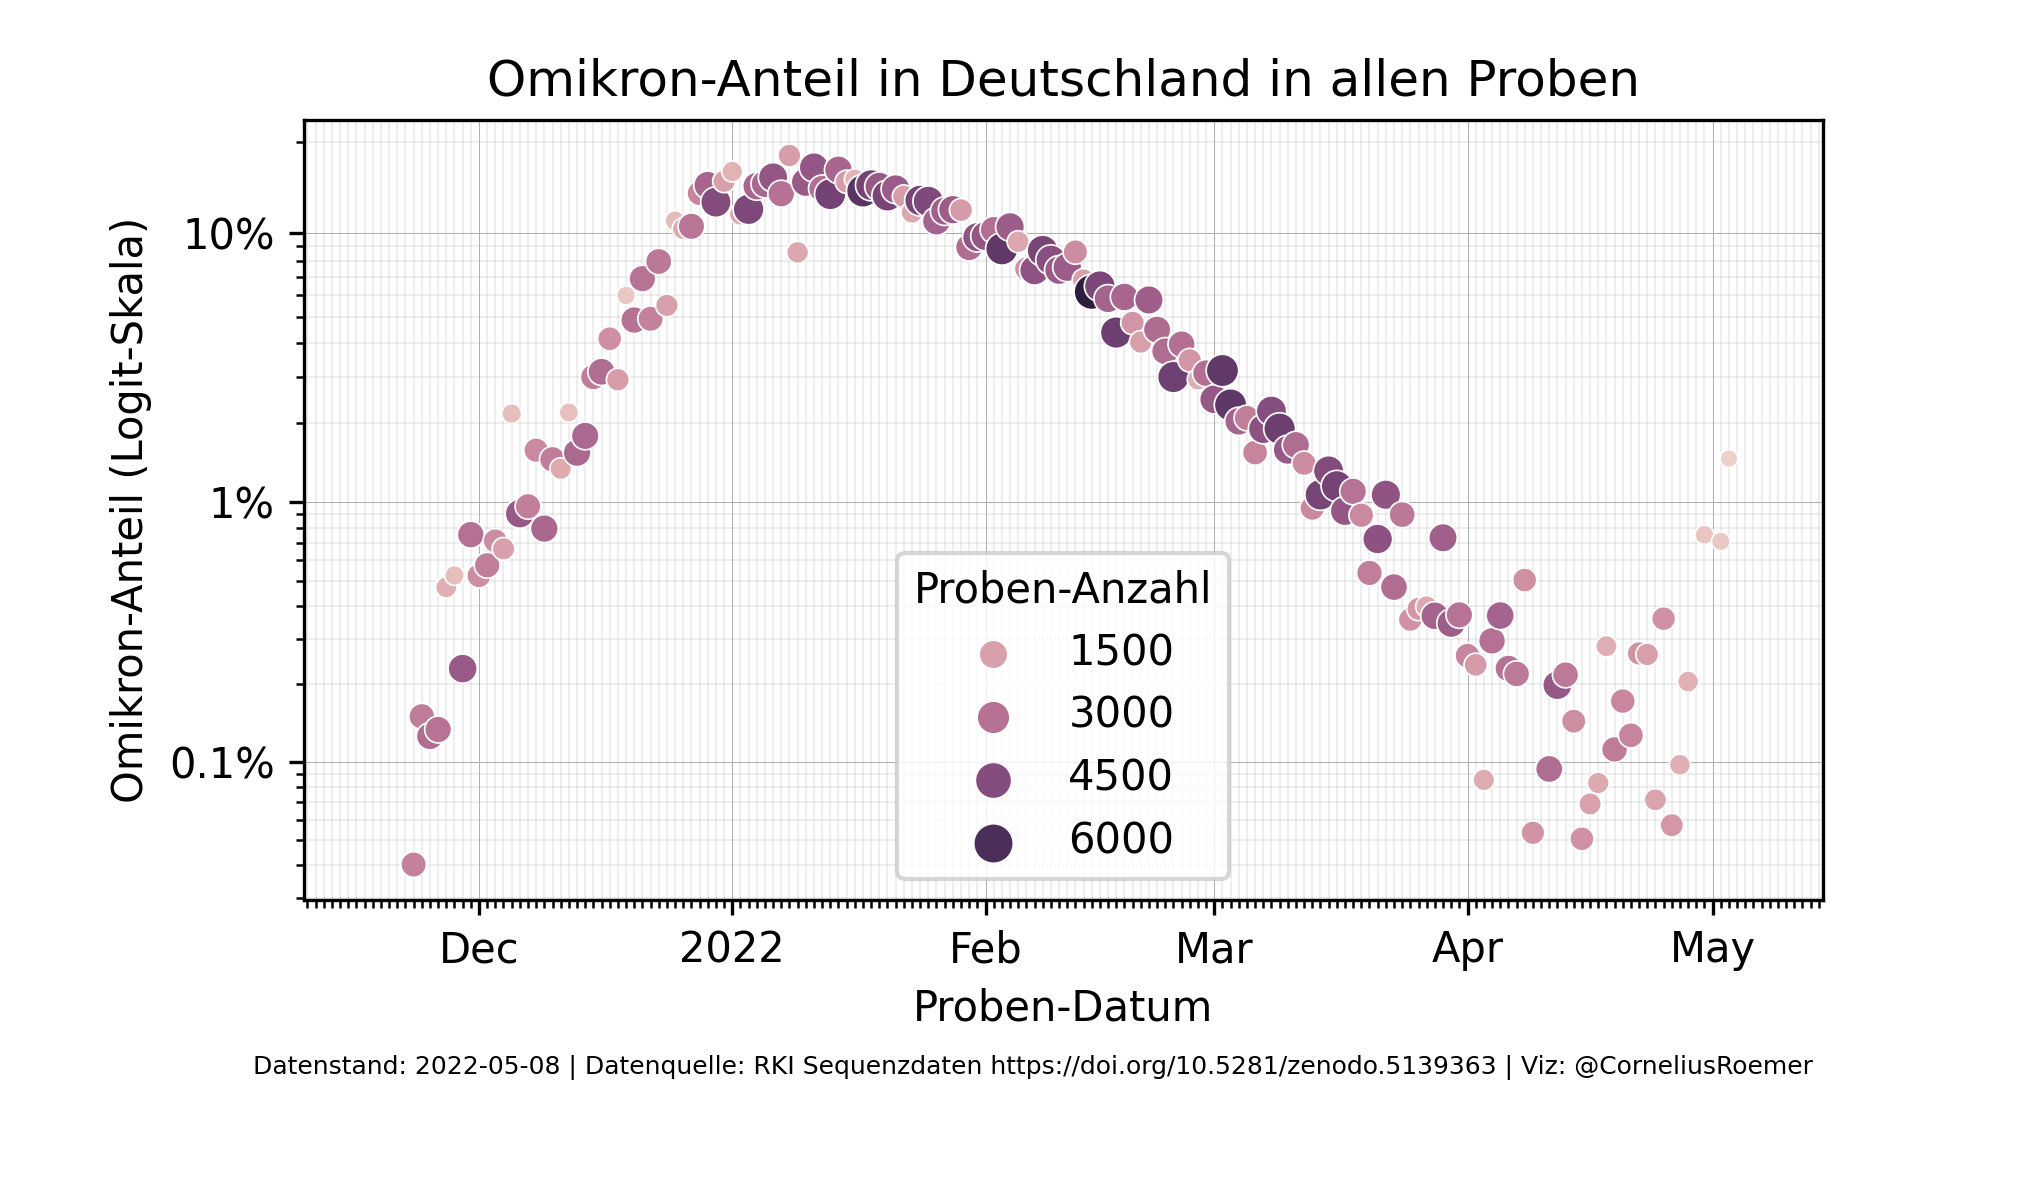 Omikron-Anteil in Deutschland in allen Proben
Omikron-Anteil (Logit-Skala)
10%
1%
0.1%
Proben-Anzahl
1500
3000
4500
6000
Dec 2022 Feb Mar Apr May
Proben-Datum
Datenstand: 2022-05-08 | Datenquelle: RKI Sequenzdaten https://doi.org/10.5281/zenodo.5139363 | Viz: @CorneliusRoemer